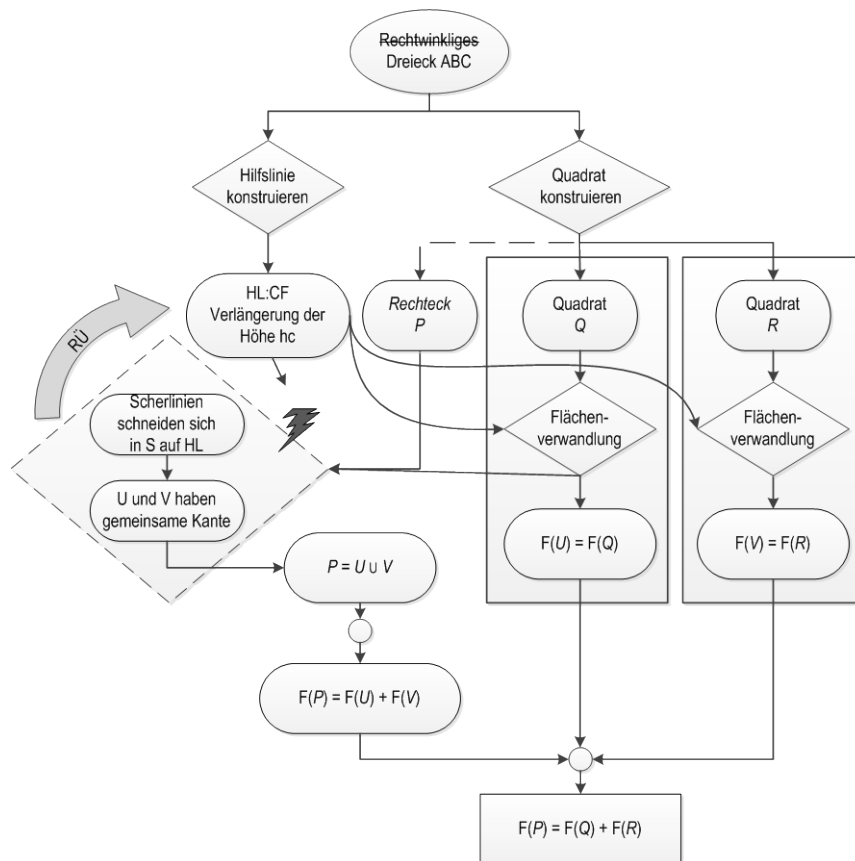 Rechtwinkliges
Dreieck ABC
Hilfslinie
konstruieren
Quadrat
konstruieren
HL:CF
Verlängerung der
Höhe hc
Rechteck
P
Quadrat
Q
Quadrat
R
RÜ
Scherlinien
schneiden sich
in S auf HL
Flächen-
verwandlung
Flächen-
verwandlung
U und V haben
gemeinsame Kante
F(U) = F(Q)
F(V) = F(R)
P = U ∪ V
F(P) = F(U) + F(V)
F(P) = F(Q) + F(R)